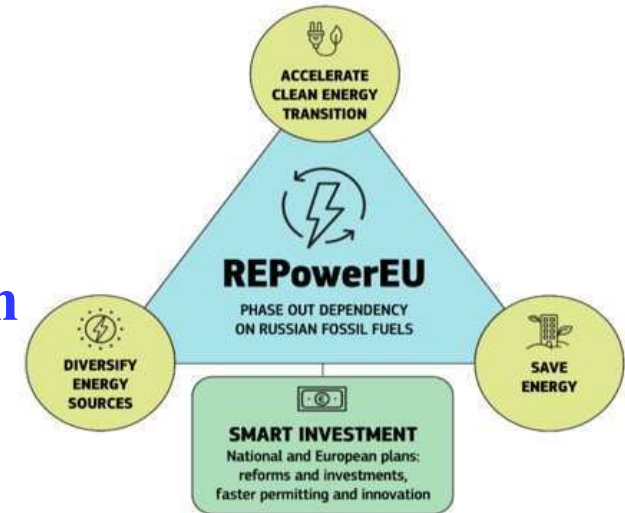 ACCELERATE
CLEAN ENERGY
TRANSITION
REPowerEU
PHASE OUT DEPENDENCY
ON RUSSIAN FOSSIL FUELS
DIVERSIFY
ENERGY
SOURCES
SAVE
ENERGY
SMART INVESTMENT
National and European plans:
reforms and investments,
faster permitting and innovation